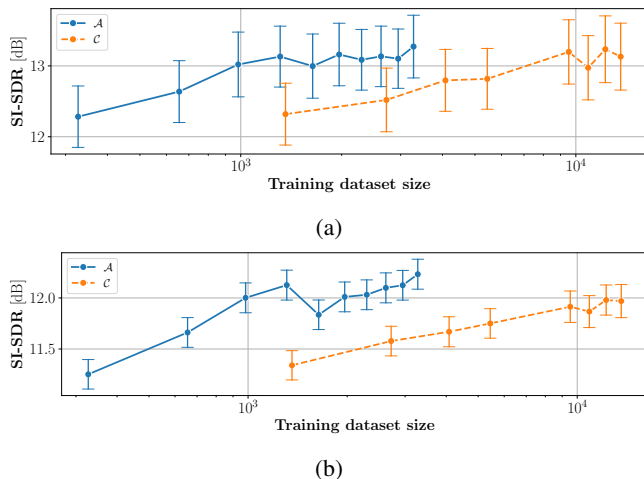 SI-SDR [dB]
13
12
𝒜
𝒞
10³
10⁴
Training dataset size
(a)
SI-SDR [dB]
12.0
11.5
𝒜
𝒞
10³
10⁴
Training dataset size
(b)